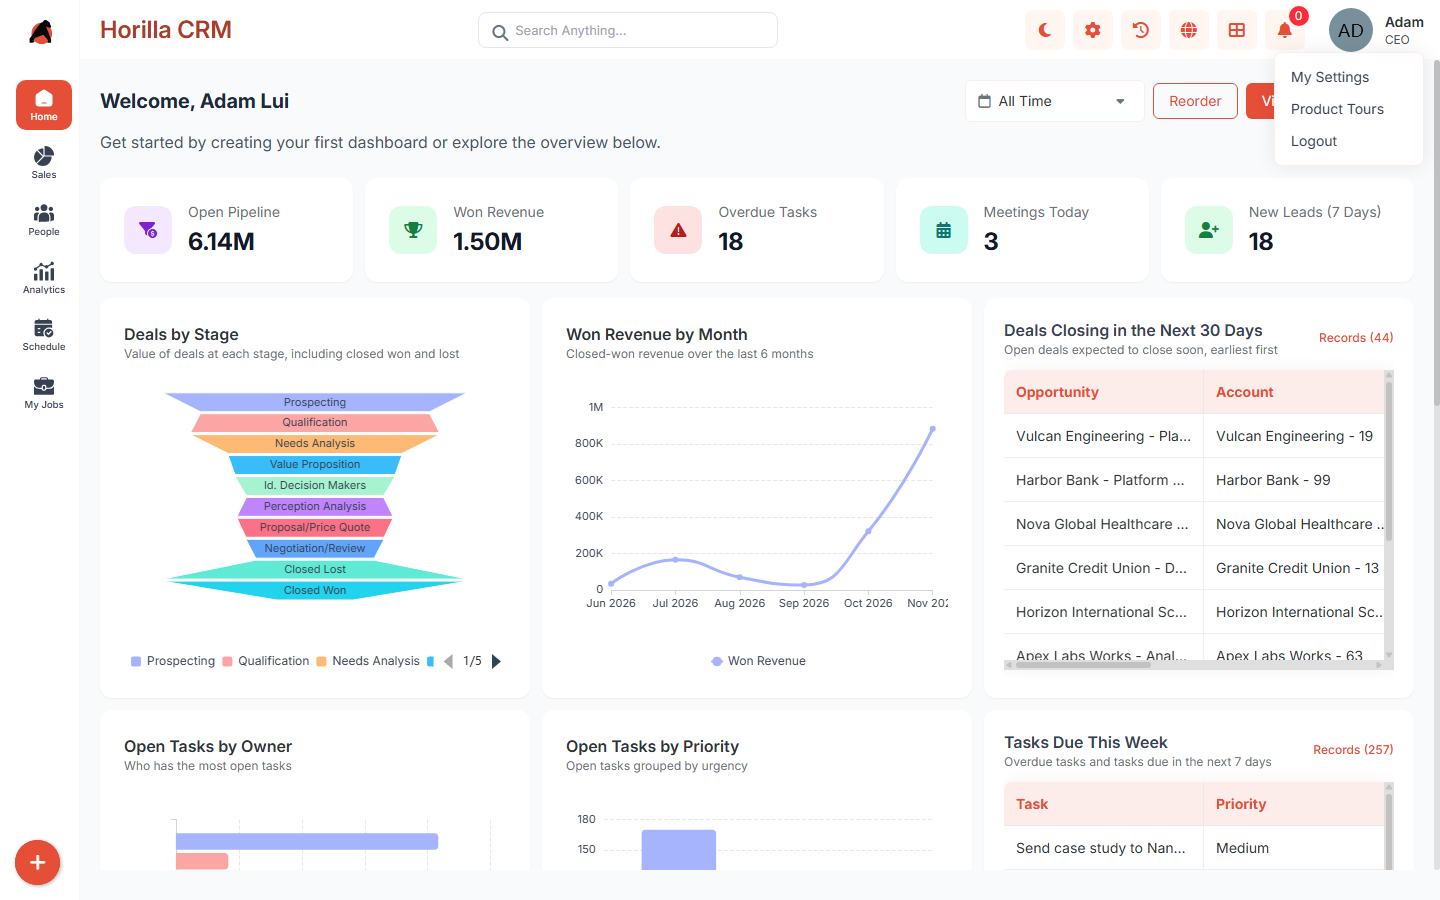 Horilla CRM
Search Anything...
0
AD
Adam
CEO
My Settings
Product Tours
Logout
Home
Sales
People
Analytics
Schedule
My Jobs
Welcome, Adam Lui
All Time
Reorder
Vi
Get started by creating your first dashboard or explore the overview below.
Open Pipeline
6.14M
Won Revenue
1.50M
Overdue Tasks
18
Meetings Today
3
New Leads (7 Days)
18
Deals by Stage
Value of deals at each stage, including closed won and lost
Prospecting
Qualification
Needs Analysis
Value Proposition
Id. Decision Makers
Perception Analysis
Proposal/Price Quote
Negotiation/Review
Closed Lost
Closed Won
Prospecting Qualification Needs Analysis 1/5
Won Revenue by Month
Closed-won revenue over the last 6 months
1M
800K
600K
400K
200K
0
Jun 2026 Jul 2026 Aug 2026 Sep 2026 Oct 2026 Nov 202
Won Revenue
Deals Closing in the Next 30 Days
Open deals expected to close soon, earliest first
Records (44)
Opportunity Account
Vulcan Engineering - Pla... Vulcan Engineering - 19
Harbor Bank - Platform ... Harbor Bank - 99
Nova Global Healthcare ... Nova Global Healthcare ..
Granite Credit Union - D... Granite Credit Union - 13
Horizon International Sc... Horizon International Sc..
Apex Labs Works - Anal... Apex Labs Works - 63
Open Tasks by Owner
Who has the most open tasks
Open Tasks by Priority
Open tasks grouped by urgency
180
150
Tasks Due This Week
Overdue tasks and tasks due in the next 7 days
Records (257)
Task Priority
Send case study to Nan... Medium